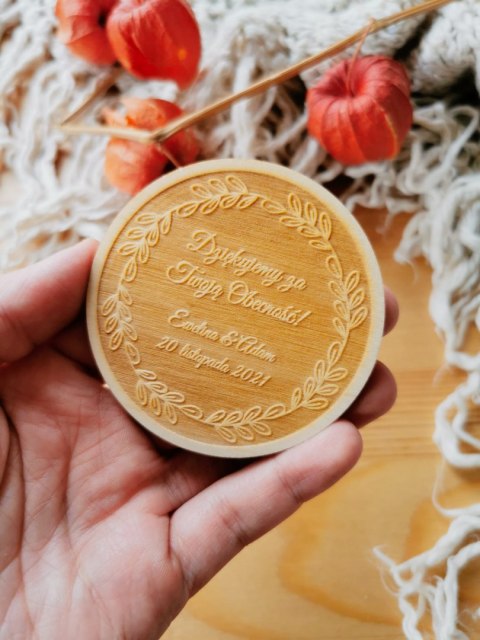 Dziękujemy za
Twoją Obecność!
Ewelina & Adam
20 listopada 2021